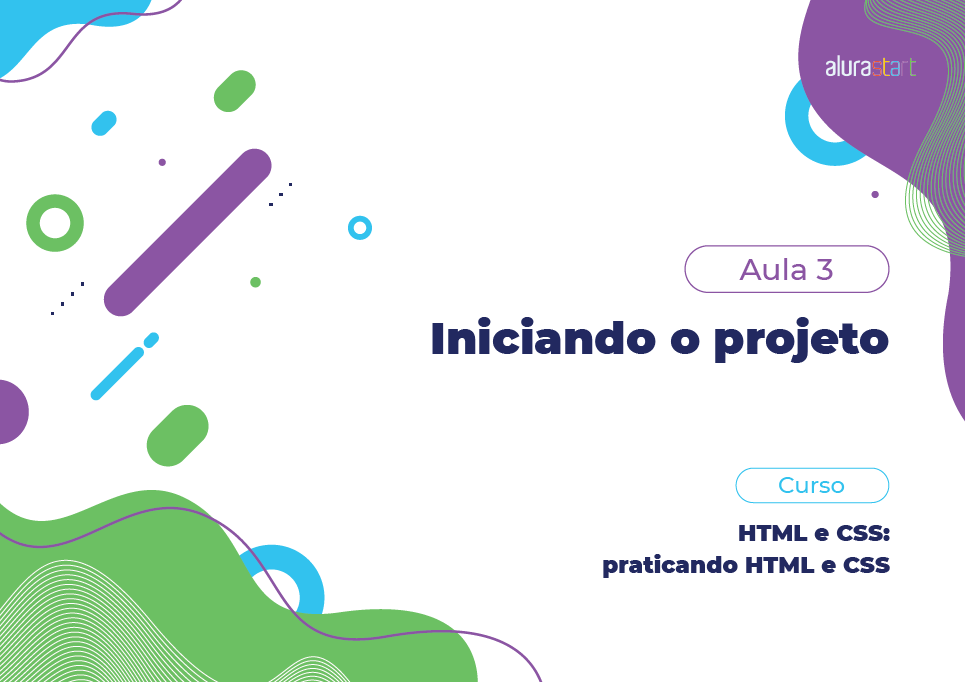 alurastart
Aula 3
Iniciando o projeto
Curso
HTML e CSS:
praticando HTML e CSS